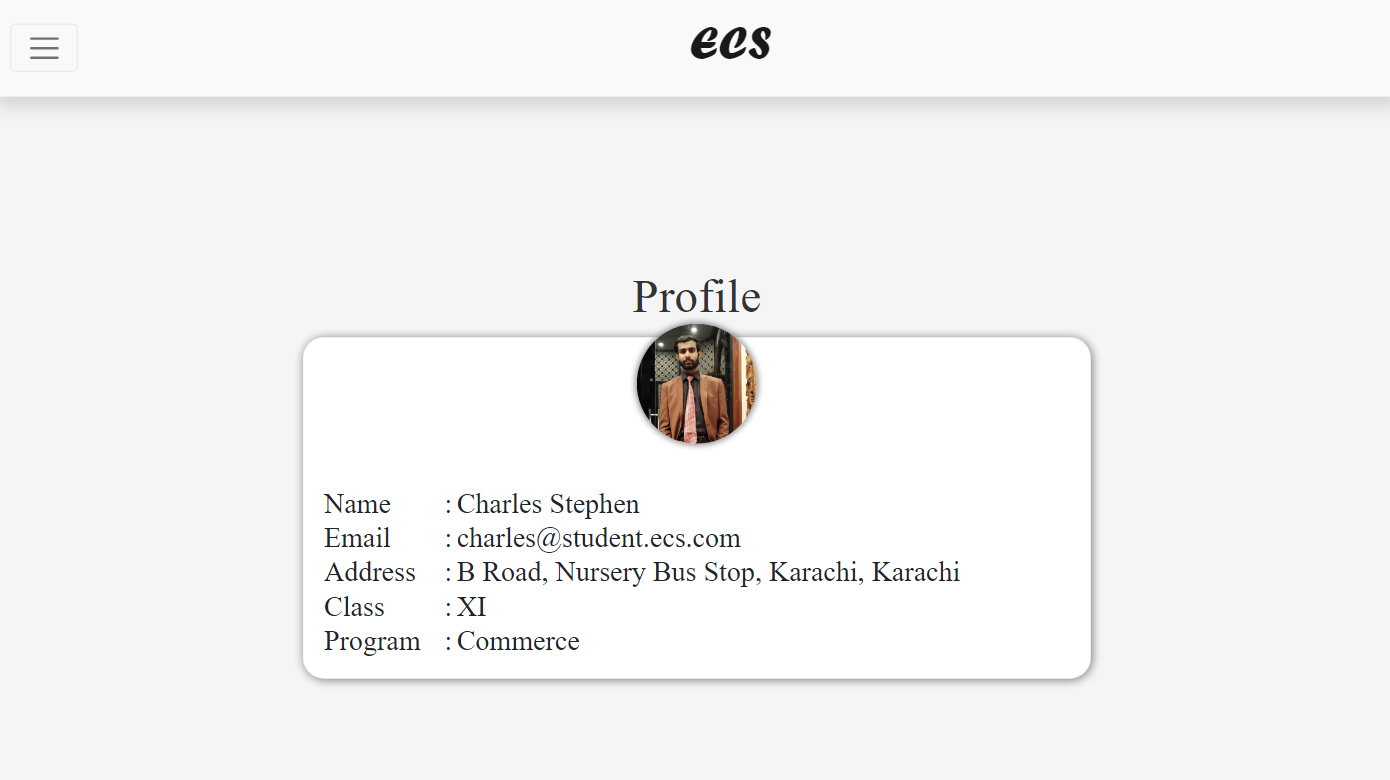 ECS
Profile
Name : Charles Stephen
Email : charles@student.ecs.com
Address : B Road, Nursery Bus Stop, Karachi, Karachi
Class : XI
Program : Commerce